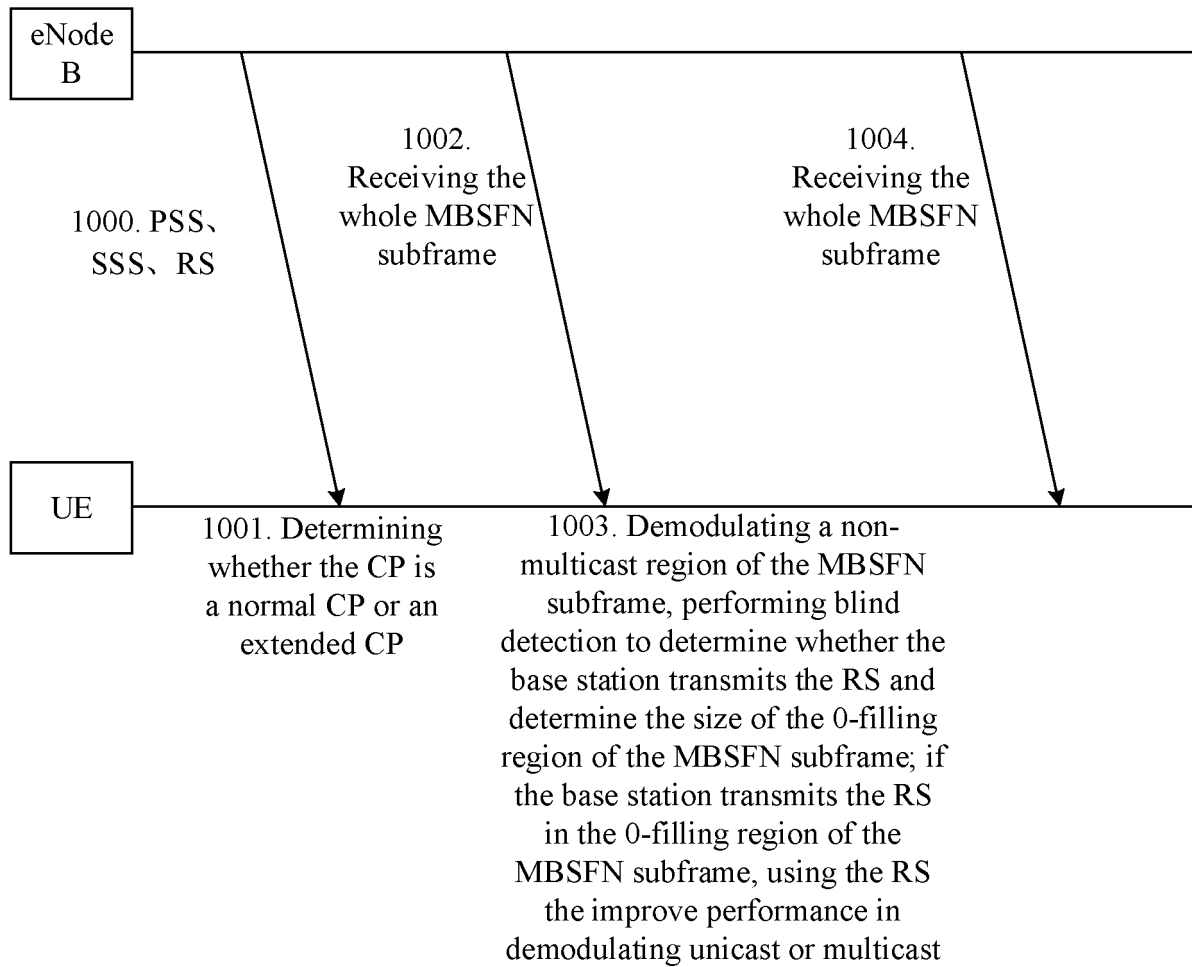 eNode
B
1000. PSS、
SSS、RS
1002.
Receiving the
whole MBSFN
subframe
1004.
Receiving the
whole MBSFN
subframe
UE
1001. Determining
whether the CP is
a normal CP or an
extended CP
1003. Demodulating a non-
multicast region of the MBSFN
subframe, performing blind
detection to determine whether the
base station transmits the RS and
determine the size of the 0-filling
region of the MBSFN subframe; if
the base station transmits the RS
in the 0-filling region of the
MBSFN subframe, using the RS
the improve performance in
demodulating unicast or multicast